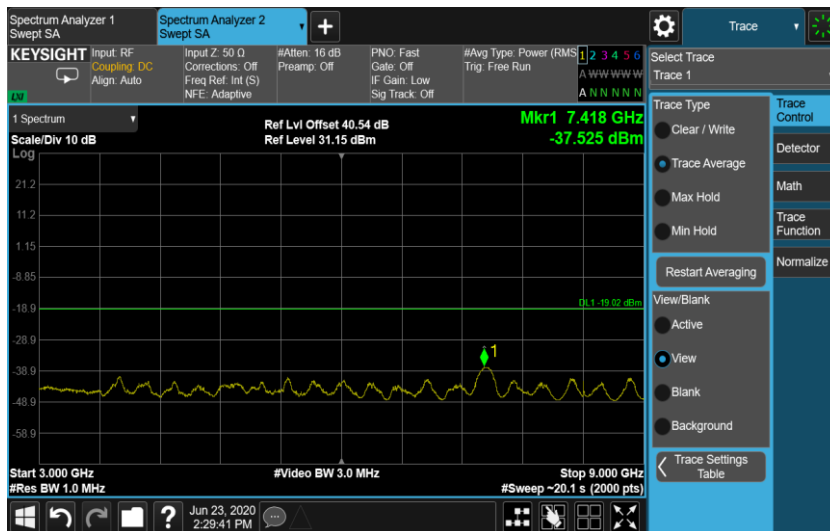 Spectrum Analyzer 1
Swept SA
Spectrum Analyzer 2
Swept SA
Trace
KEYSIGHT
Input: RF
Coupling: DC
Align: Auto
Input Z: 50 Ω
Corrections: Off
Freq Ref: Int (S)
NFE: Adaptive
#Atten: 16 dB
Preamp: Off
PNO: Fast
Gate: Off
IF Gain: Low
Sig Track: Off
#Avg Type: Power (RMS
Trig: Free Run
1 2 3 4 5 6
A W W W W W
A N N N N N
LXI
Select Trace
Trace 1
1 Spectrum
Scale/Div 10 dB
Log
Ref Lvl Offset 40.54 dB
Ref Level 31.15 dBm
Mkr1 7.418 GHz
-37.525 dBm
21.2
11.2
1.15
-8.85
-18.9
-28.9
-38.9
-48.9
-58.9
DL1 -19.02 dBm
1
Start 3.000 GHz
#Res BW 1.0 MHz
#Video BW 3.0 MHz
Stop 9.000 GHz
#Sweep ~20.1 s (2000 pts)
Trace Type
Clear / Write
Trace Average
Max Hold
Min Hold
Restart Averaging
View/Blank
Active
View
Blank
Background
Trace Settings
Table
Trace
Control
Detector
Math
Trace
Function
Normalize
?
Jun 23, 2020
2:29:41 PM